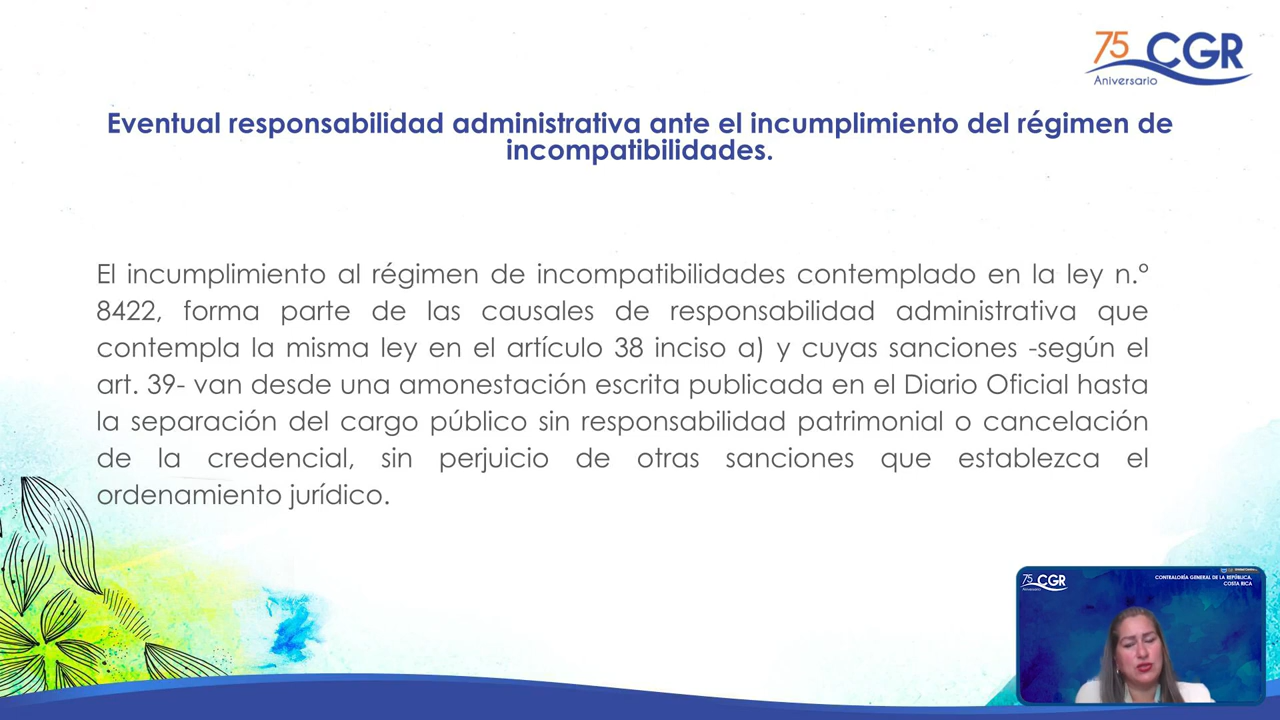 75 CGR
Aniversario
Eventual responsabilidad administrativa ante el incumplimiento del régimen de
incompatibilidades.
El incumplimiento al régimen de incompatibilidades contemplado en la ley n.º
8422, forma parte de las causales de responsabilidad administrativa que
contempla la misma ley en el artículo 38 inciso a) y cuyas sanciones -según el
art. 39- van desde una amonestación escrita publicada en el Diario Oficial hasta
la separación del cargo público sin responsabilidad patrimonial o cancelación
de la credencial, sin perjuicio de otras sanciones que establezca el
ordenamiento jurídico.
75 CGR
Aniversario
CONTRALORÍA GENERAL DE LA REPÚBLICA,
COSTA RICA